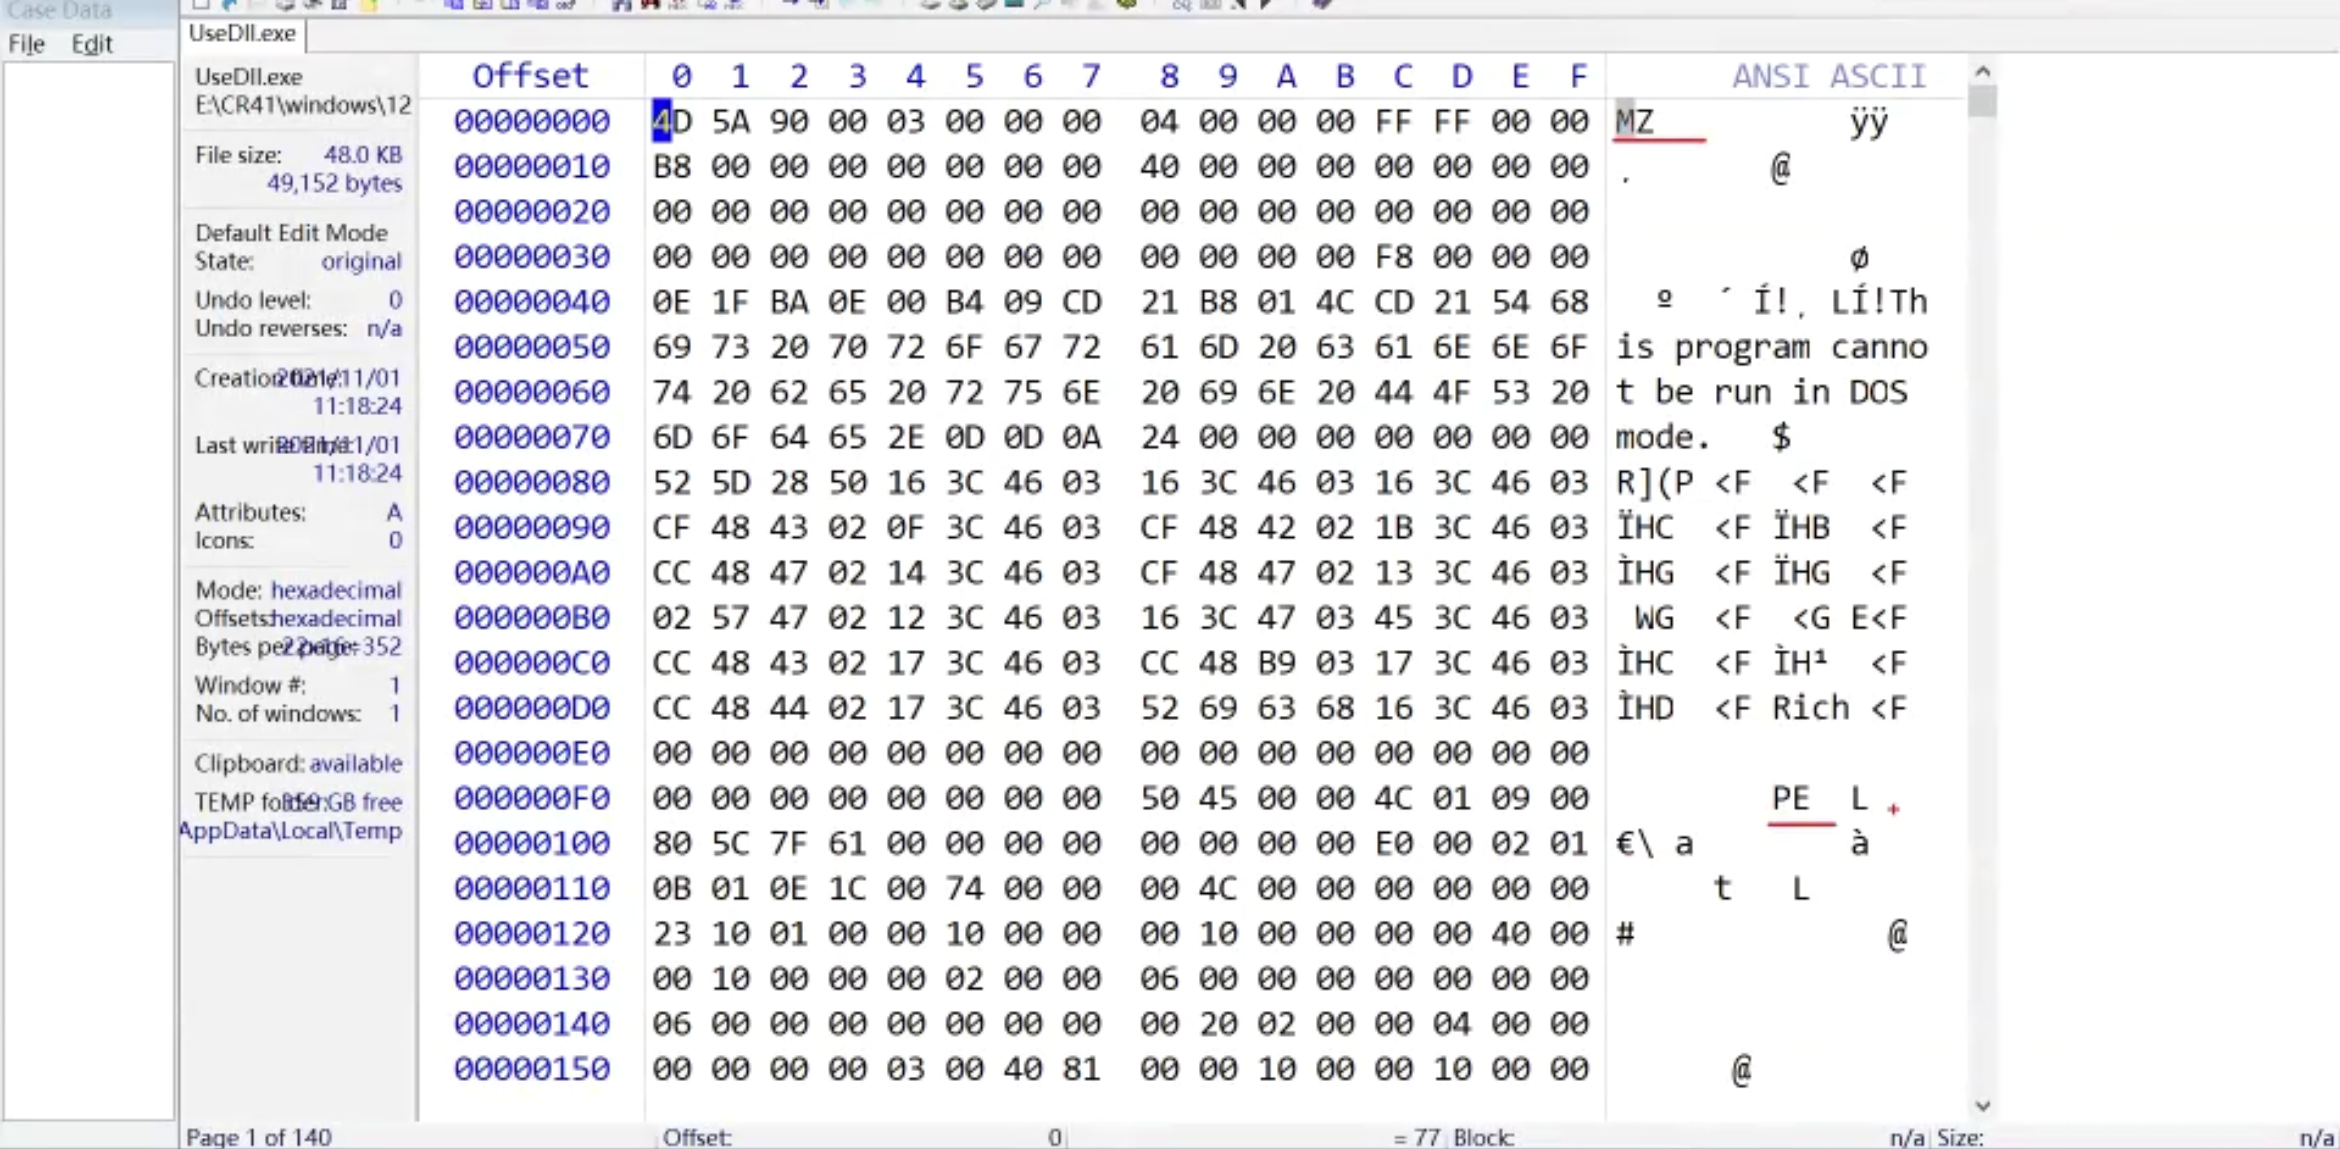 Case Data
File Edit
UseDll.exe
UseDll.exe
E:\CR41\windows\12
File size: 48.0 KB
49,152 bytes
Default Edit Mode
State: original
Undo level: 0
Undo reverses: n/a
Creation time: 2021/11/01
11:18:24
Last write time: 2021/11/01
11:18:24
Attributes: A
Icons: 0
Mode: hexadecimal
Offsets: hexadecimal
Bytes per page: 22x16=352
Window #: 1
No. of windows: 1
Clipboard: available
TEMP folder: GB free
AppData\Local\Temp
Offset 0 1 2 3 4 5 6 7 8 9 A B C D E F ANSI ASCII
00000000 4D 5A 90 00 03 00 00 00 04 00 00 00 FF FF 00 00 MZ ÿÿ
00000010 B8 00 00 00 00 00 00 00 40 00 00 00 00 00 00 00 . @
00000020 00 00 00 00 00 00 00 00 00 00 00 00 00 00 00 00
00000030 00 00 00 00 00 00 00 00 00 00 00 00 F8 00 00 00 ø
00000040 0E 1F BA 0E 00 B4 09 CD 21 B8 01 4C CD 21 54 68 º ´ Í!¸ LÍ!Th
00000050 69 73 20 70 72 6F 67 72 61 6D 20 63 61 6E 6E 6F is program canno
00000060 74 20 62 65 20 72 75 6E 20 69 6E 20 44 4F 53 20 t be run in DOS
00000070 6D 6F 64 65 2E 0D 0D 0A 24 00 00 00 00 00 00 00 mode. $
00000080 52 5D 28 50 16 3C 46 03 16 3C 46 03 16 3C 46 03 R](P <F <F <F
00000090 CF 48 43 02 0F 3C 46 03 CF 48 42 02 1B 3C 46 03 ÏHC <F ÏHB <F
000000A0 CC 48 47 02 14 3C 46 03 CF 48 47 02 13 3C 46 03 ÌHG <F ÏHG <F
000000B0 02 57 47 02 12 3C 46 03 16 3C 47 03 45 3C 46 03 WG <F <G E<F
000000C0 CC 48 43 02 17 3C 46 03 CC 48 B9 03 17 3C 46 03 ÌHC <F ÌH¹ <F
000000D0 CC 48 44 02 17 3C 46 03 52 69 63 68 16 3C 46 03 ÌHD <F Rich <F
000000E0 00 00 00 00 00 00 00 00 00 00 00 00 00 00 00 00
000000F0 00 00 00 00 00 00 00 00 50 45 00 00 4C 01 09 00 PE L
00000100 80 5C 7F 61 00 00 00 00 00 00 00 00 E0 00 02 01 €\ a à
00000110 0B 01 0E 1C 00 74 00 00 00 4C 00 00 00 00 00 00 t L
00000120 23 10 01 00 00 10 00 00 00 10 00 00 00 00 40 00 # @
00000130 00 10 00 00 00 02 00 00 06 00 00 00 00 00 00 00
00000140 06 00 00 00 00 00 00 00 00 20 02 00 00 04 00 00
00000150 00 00 00 00 03 00 40 81 00 00 10 00 00 10 00 00 @
Page 1 of 140 Offset: 0 = 77 Block: n/a Size: n/a